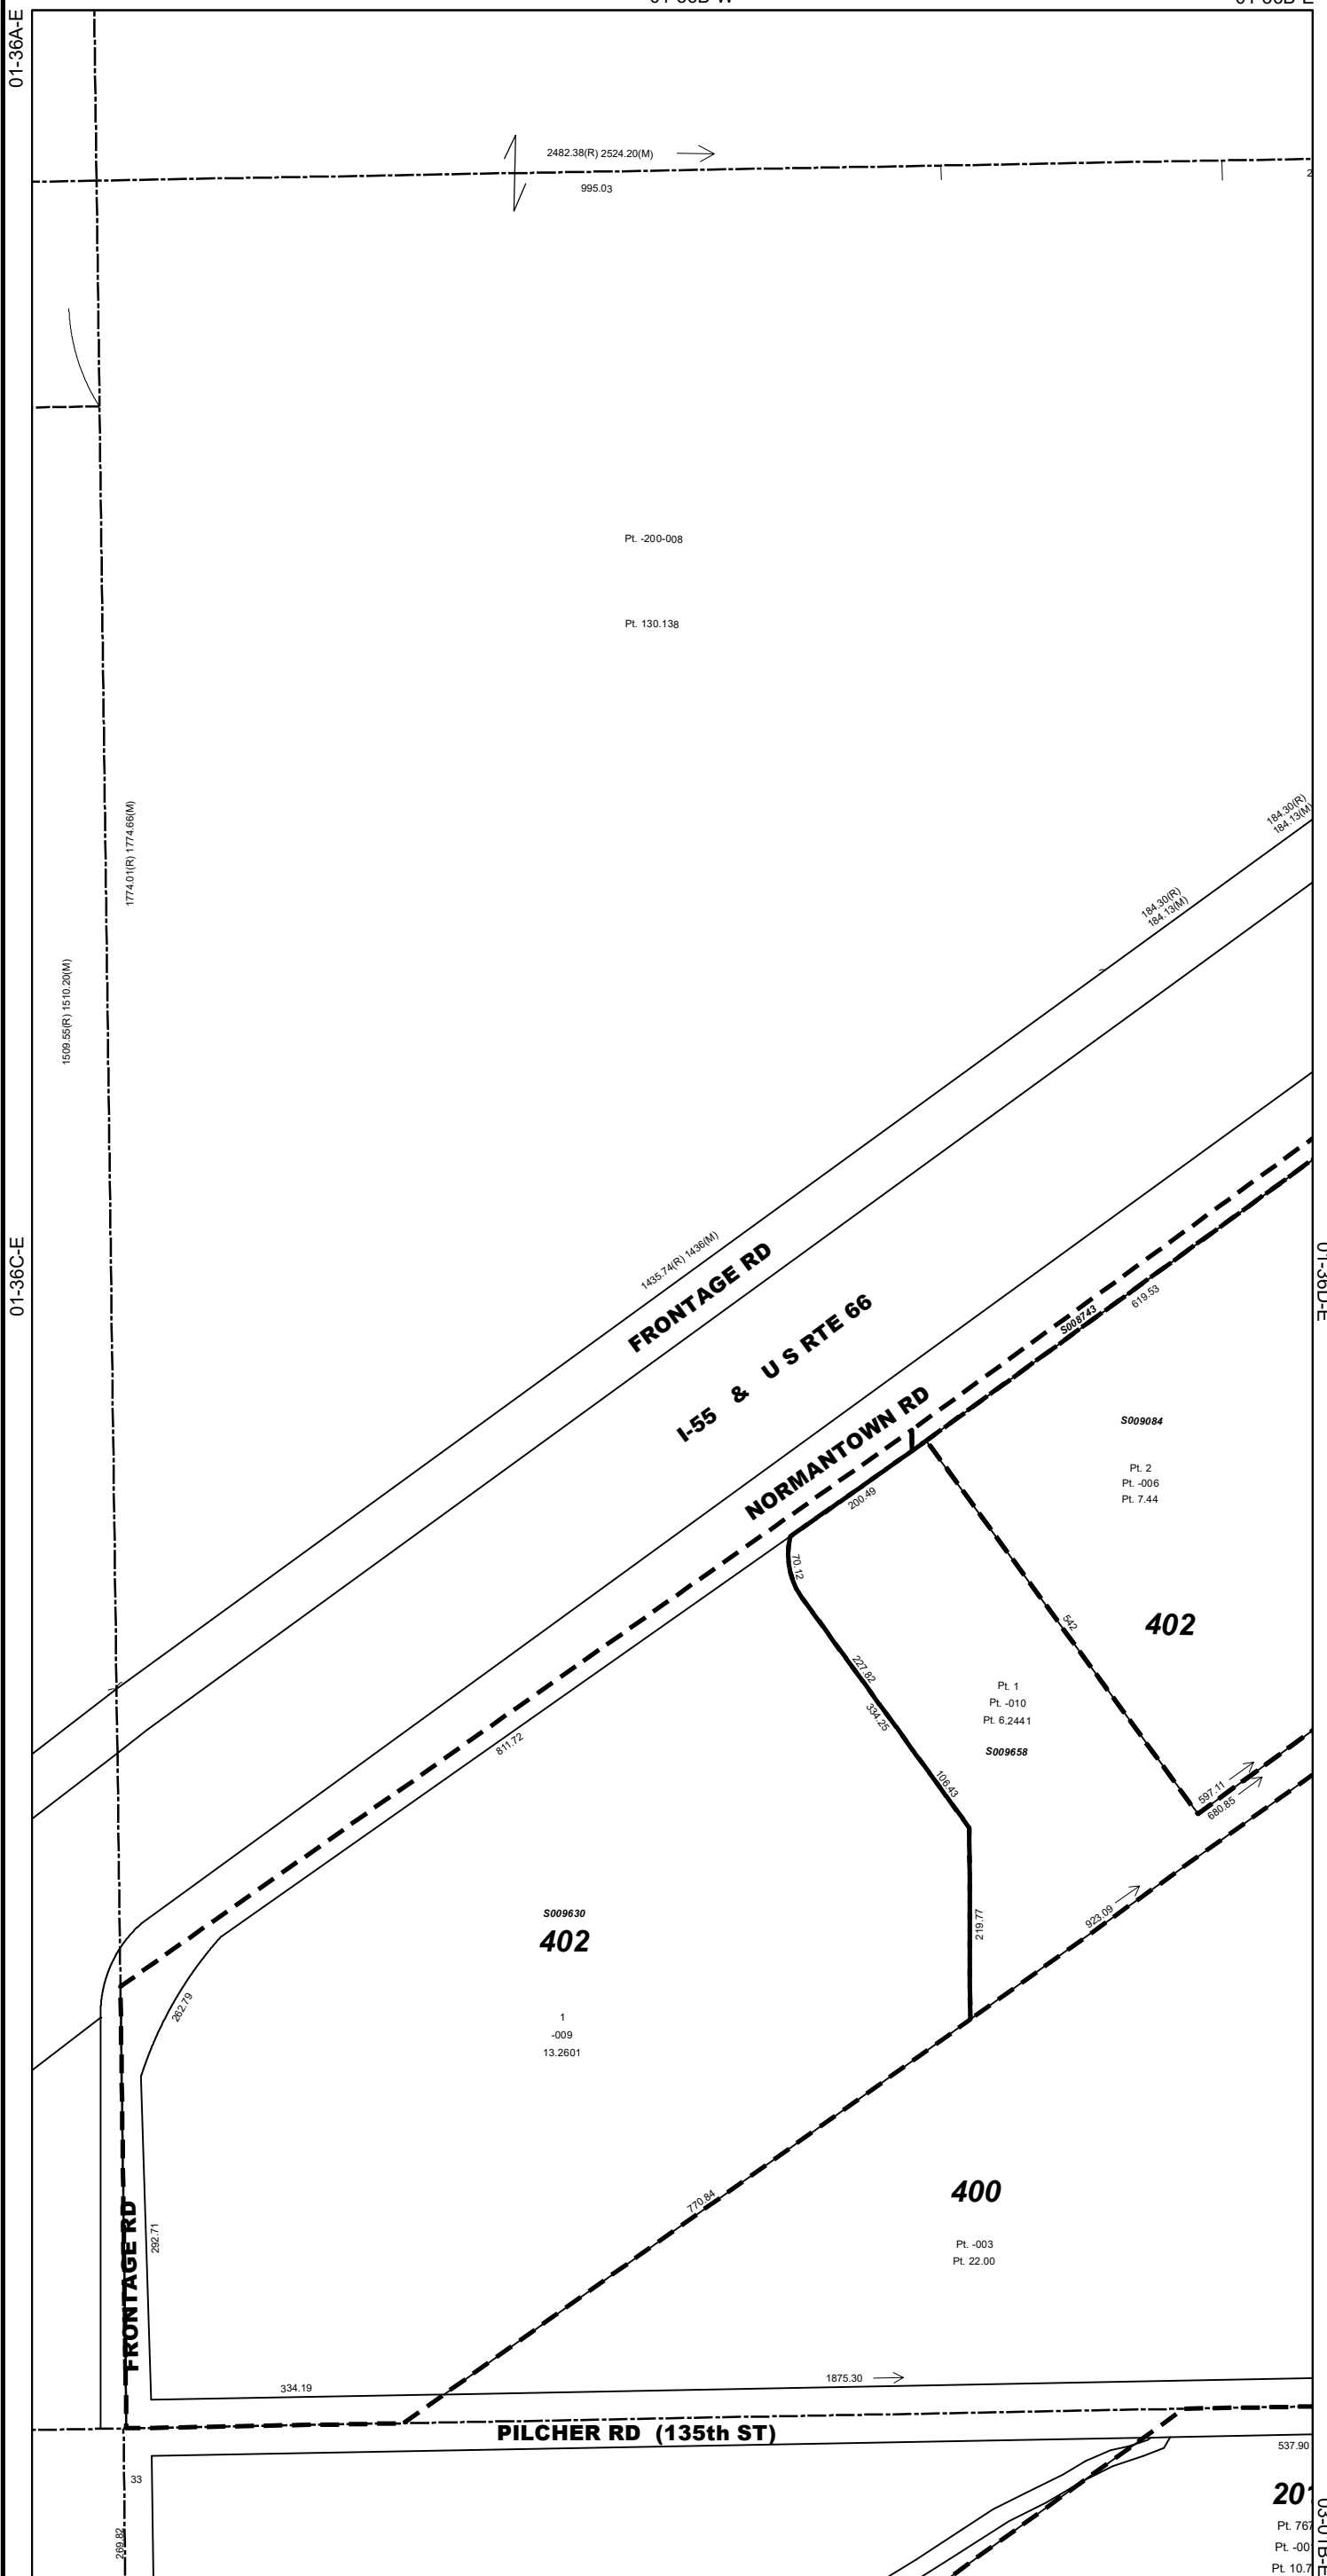 01-36A-E
2482.38(R) 2524.20(M)
995.03
Pt. -200-008
Pt. 130.138
1774.01(R) 1774.66(M)
1509.55(R) 1510.20(M)
184.30(R)
184.13(M)
184.30(R)
184.13(M)
01-36C-E
01-36D-E
1435.74(R) 1436(M)
FRONTAGE RD
I-55 & U S RTE 66
NORMANTOWN RD
S008743
619.53
S009084
Pt. 2
Pt. -006
Pt. 7.44
200.49
70.12
542
402
227.82
334.25
106.43
Pt. 1
Pt. -010
Pt. 6.2441
S009658
811.72
597.11
680.85
923.09
219.77
S009630
402
262.79
1
-009
13.2601
770.84
400
Pt. -003
Pt. 22.00
292.71
FRONTAGE RD
334.19
1875.30
PILCHER RD (135th ST)
537.90
33
269.82
03-01B-E